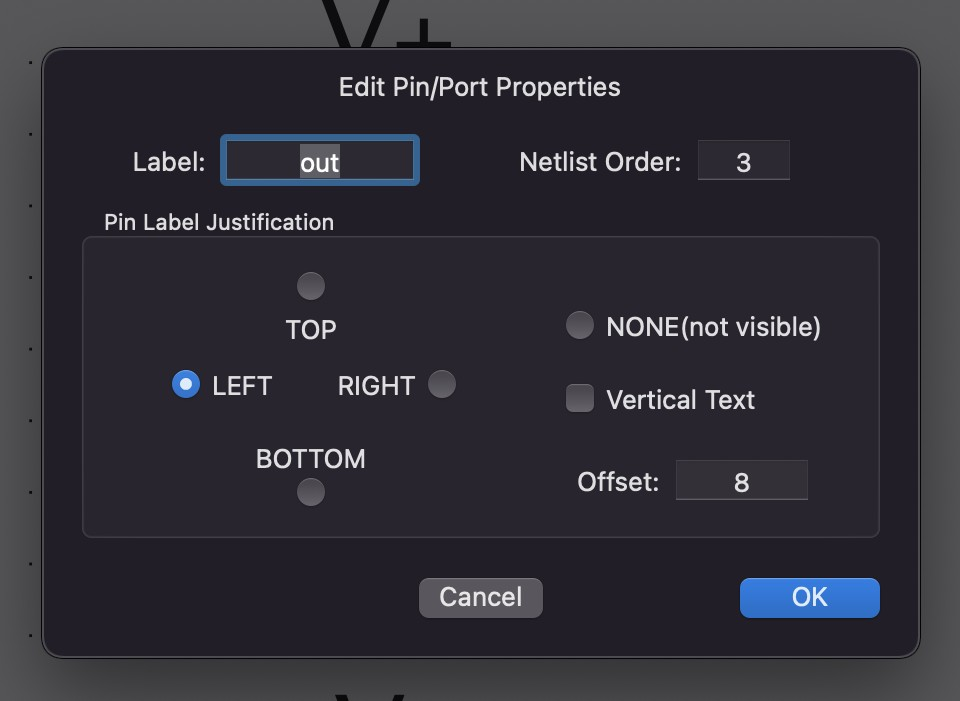 V+
Edit Pin/Port Properties
Label: out Netlist Order: 3
Pin Label Justification
TOP
NONE(not visible)
LEFT RIGHT
Vertical Text
BOTTOM
Offset: 8
Cancel OK